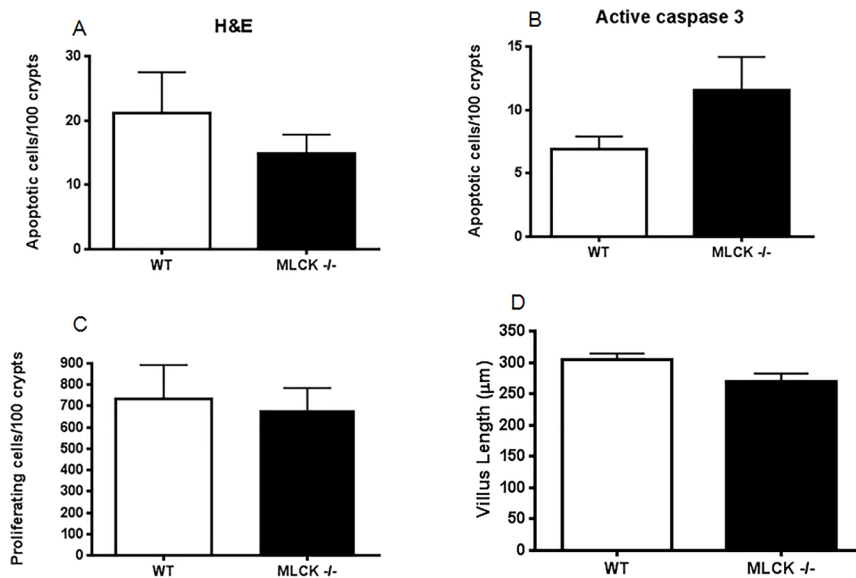 A
H&E
Apoptotic cells/100 crypts
30
20
10
0
WT
MLCK -/-
B
Active caspase 3
Apoptotic cells/100 crypts
15
10
5
0
WT
MLCK -/-
C
Proliferating cells/100 crypts
900
800
700
600
500
400
300
200
100
0
WT
MLCK -/-
D
Villus Length (μm)
350
300
250
200
150
100
50
0
WT
MLCK -/-